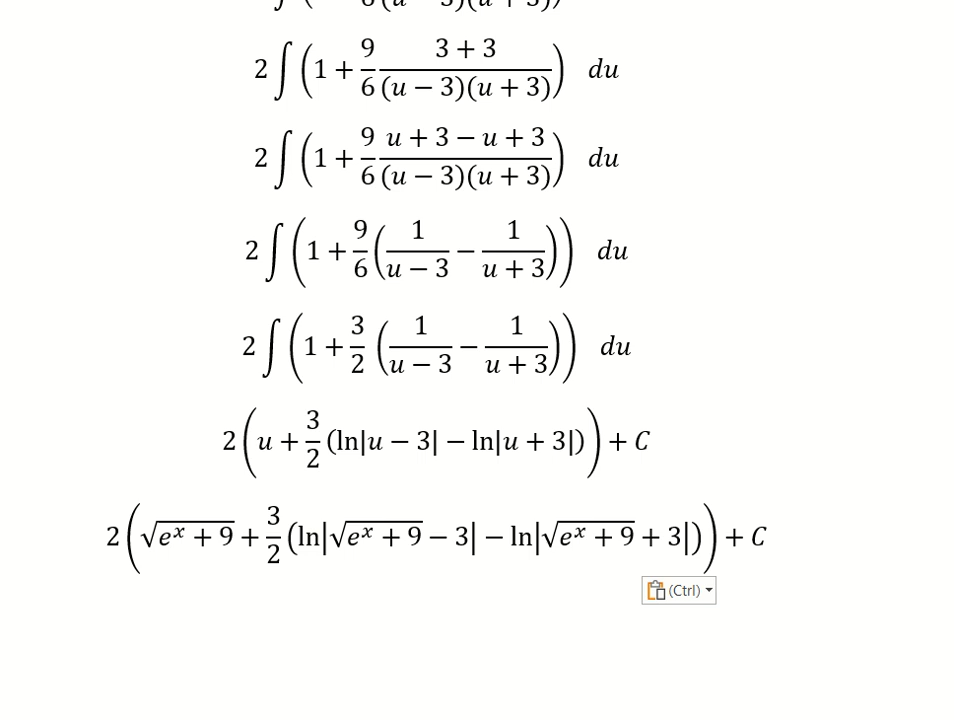 ∫ ( 6(u − 3)(u + 3))
2∫(1 + 9/6 (3 + 3)/((u − 3)(u + 3))) du
2∫(1 + 9/6 (u + 3 − u + 3)/((u − 3)(u + 3))) du
2∫(1 + 9/6 (1/(u − 3) − 1/(u + 3))) du
2∫(1 + 3/2 (1/(u − 3) − 1/(u + 3))) du
2(u + 3/2 (ln|u − 3| − ln|u + 3|)) + C
2(√(eˣ + 9) + 3/2 (ln|√(eˣ + 9) − 3| − ln|√(eˣ + 9) + 3|)) + C
(Ctrl)